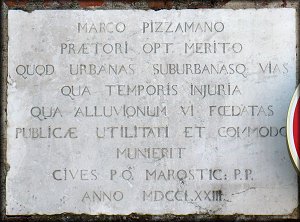 MARCO PIZZAMANO
PRÆTORI OPT. MERITO
QUOD URBANAS SUBURBANASQ VIAS
QUA TEMPORIS INJURIA
QUA ALLUVIONUM VI FŒDATAS
PUBLICÆ UTILITATI ET COMMODO
MUNIERIT
CIVES P.Q. MAROSTIC: P.P.
ANNO MDCCLXXIII.